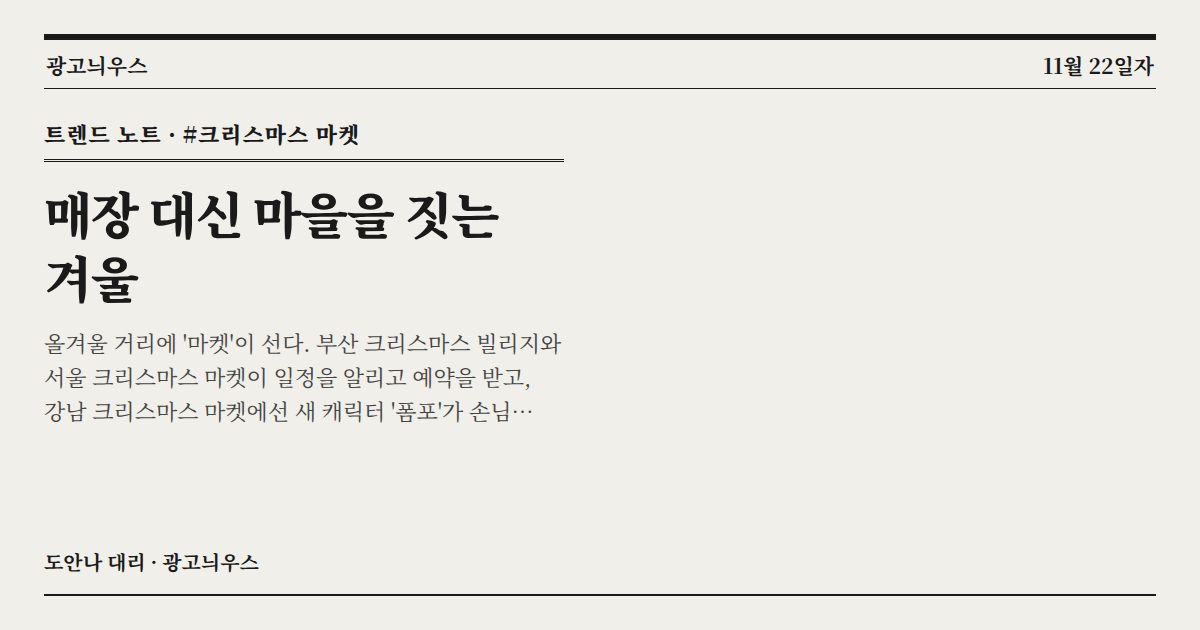 광고늬우스
11월 22일자
트렌드 노트 · #크리스마스 마켓
매장 대신 마을을 짓는
겨울
올겨울 거리에 '마켓'이 선다. 부산 크리스마스 빌리지와
서울 크리스마스 마켓이 일정을 알리고 예약을 받고,
강남 크리스마스 마켓에선 새 캐릭터 '폼포'가 손님…
도안나 대리 · 광고늬우스